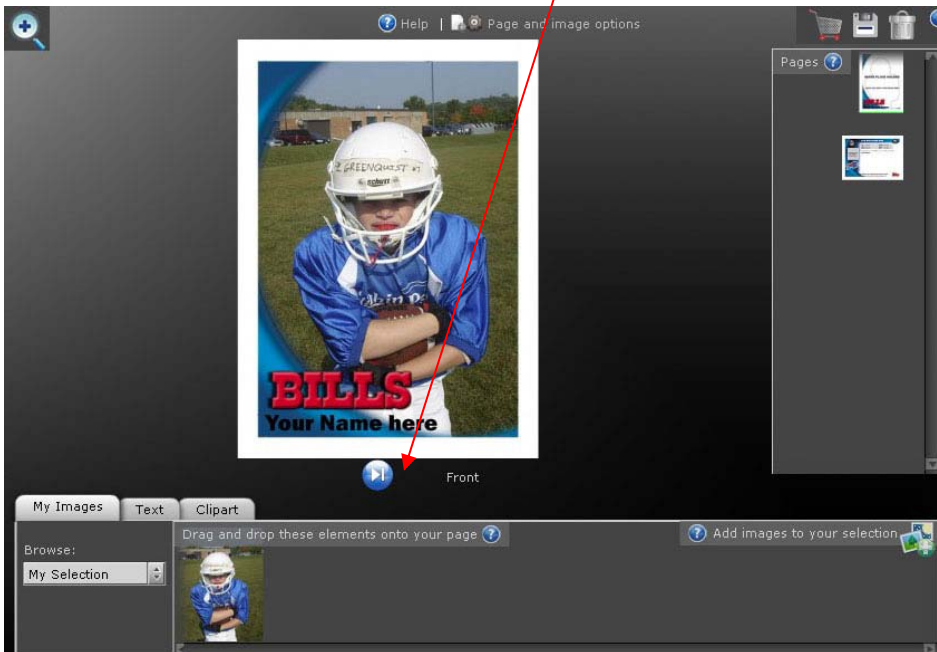 Help | Page and image options
Pages
GREENQUIST
schutt
BILLS
Your Name here
Front
My Images
Text
Clipart
Drag and drop these elements onto your page
Add images to your selection
Browse:
My Selection